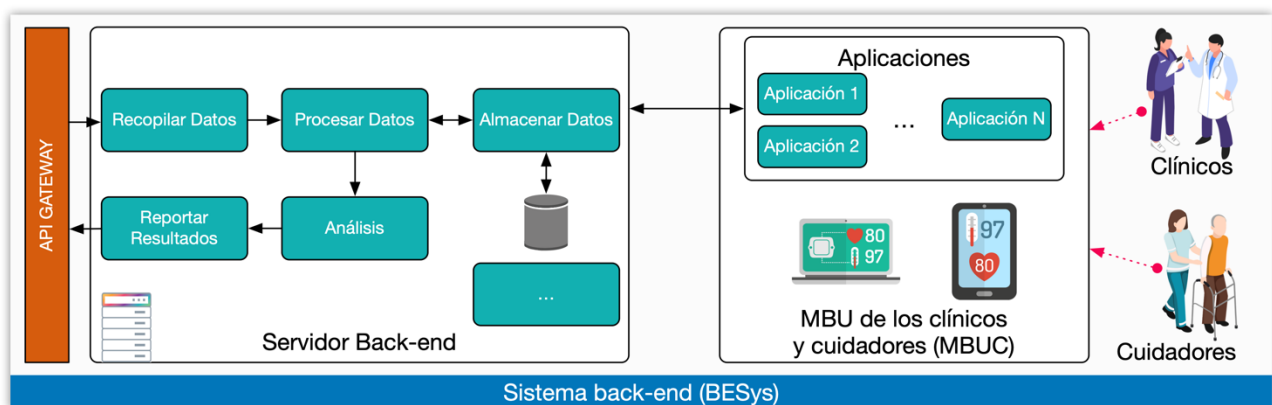 API GATEWAY
Recopilar Datos
Procesar Datos
Almacenar Datos
Reportar
Resultados
Análisis
...
Servidor Back-end
Aplicaciones
Aplicación 1
Aplicación 2
...
Aplicación N
80
97
97
80
MBU de los clínicos
y cuidadores (MBUC)
Clínicos
Cuidadores
Sistema back-end (BESys)